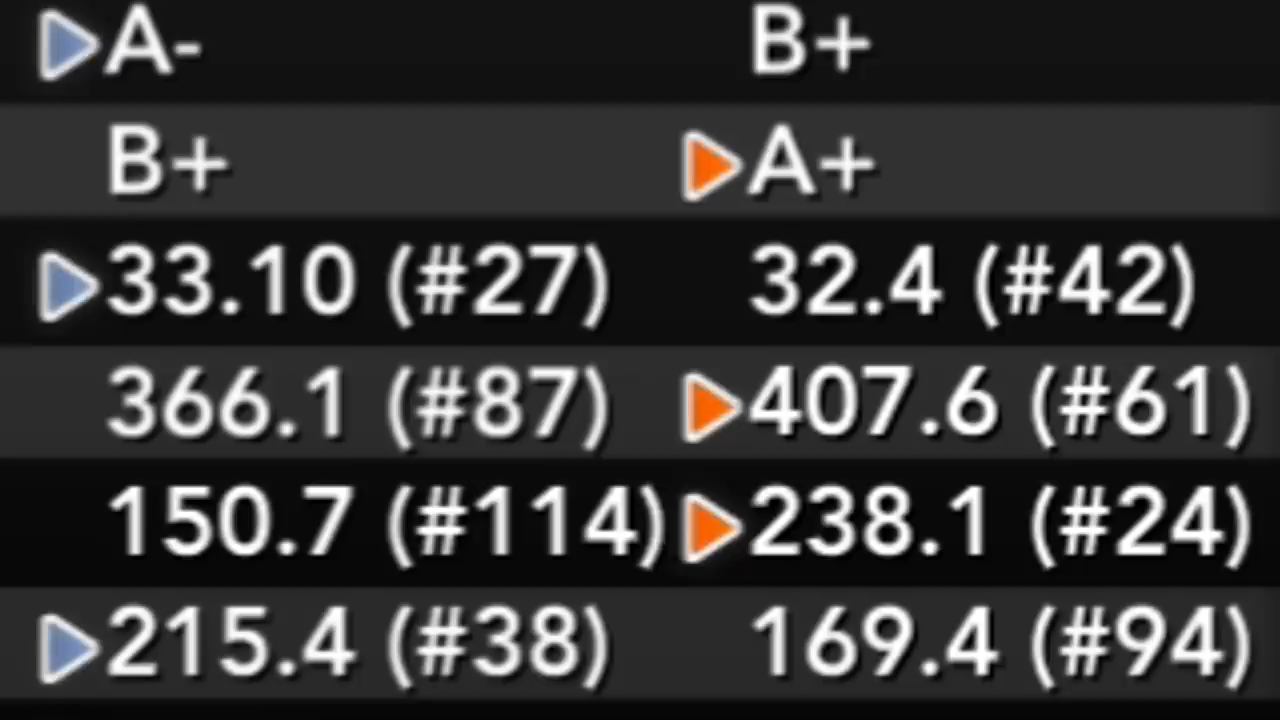 A- B+
B+ A+
33.10 (#27) 32.4 (#42)
366.1 (#87) 407.6 (#61)
150.7 (#114) 238.1 (#24)
215.4 (#38) 169.4 (#94)